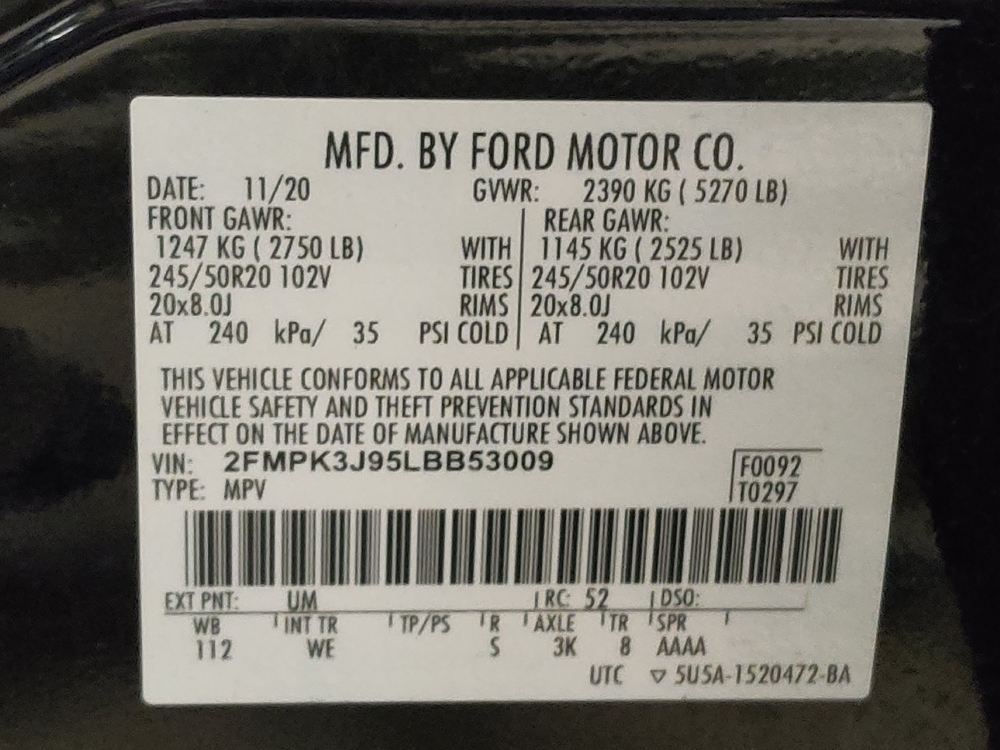 MFD. BY FORD MOTOR CO.
DATE: 11/20 GVWR: 2390 KG ( 5270 LB)
FRONT GAWR: REAR GAWR:
1247 KG ( 2750 LB) WITH 1145 KG ( 2525 LB) WITH
245/50R20 102V TIRES 245/50R20 102V TIRES
20x8.0J RIMS 20x8.0J RIMS
AT 240 kPa/ 35 PSI COLD AT 240 kPa/ 35 PSI COLD
THIS VEHICLE CONFORMS TO ALL APPLICABLE FEDERAL MOTOR
VEHICLE SAFETY AND THEFT PREVENTION STANDARDS IN
EFFECT ON THE DATE OF MANUFACTURE SHOWN ABOVE.
VIN: 2FMPK3J95LBB53009 F0092
TYPE: MPV T0297
EXT PNT: UM RC: 52 DSO:
WB INT TR TP/PS R AXLE TR SPR
112 WE S 3K 8 AAAA
UTC ▽ 5U5A-1520472-BA